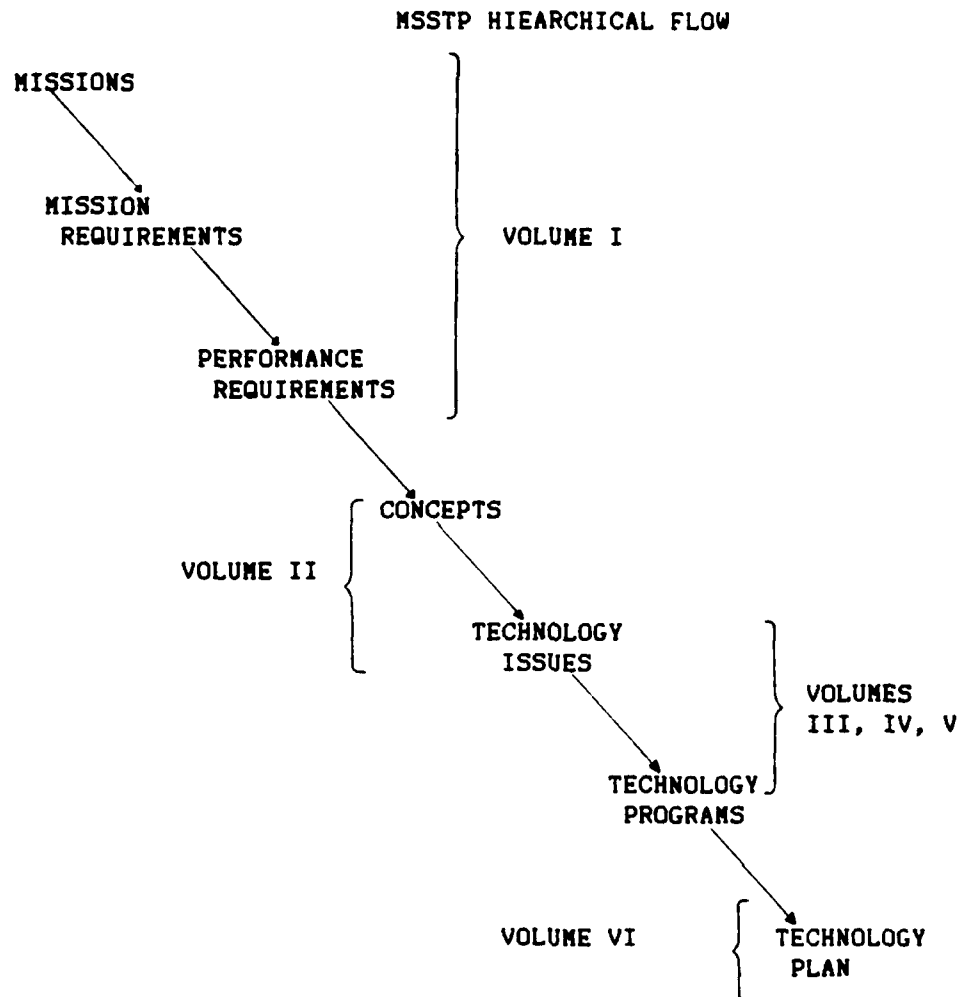 MSSTP HIEARCHICAL FLOW
MISSIONS
MISSION
REQUIREMENTS
VOLUME I
PERFORMANCE
REQUIREMENTS
CONCEPTS
VOLUME II
TECHNOLOGY
ISSUES
VOLUMES
III, IV, V
TECHNOLOGY
PROGRAMS
VOLUME VI
TECHNOLOGY
PLAN